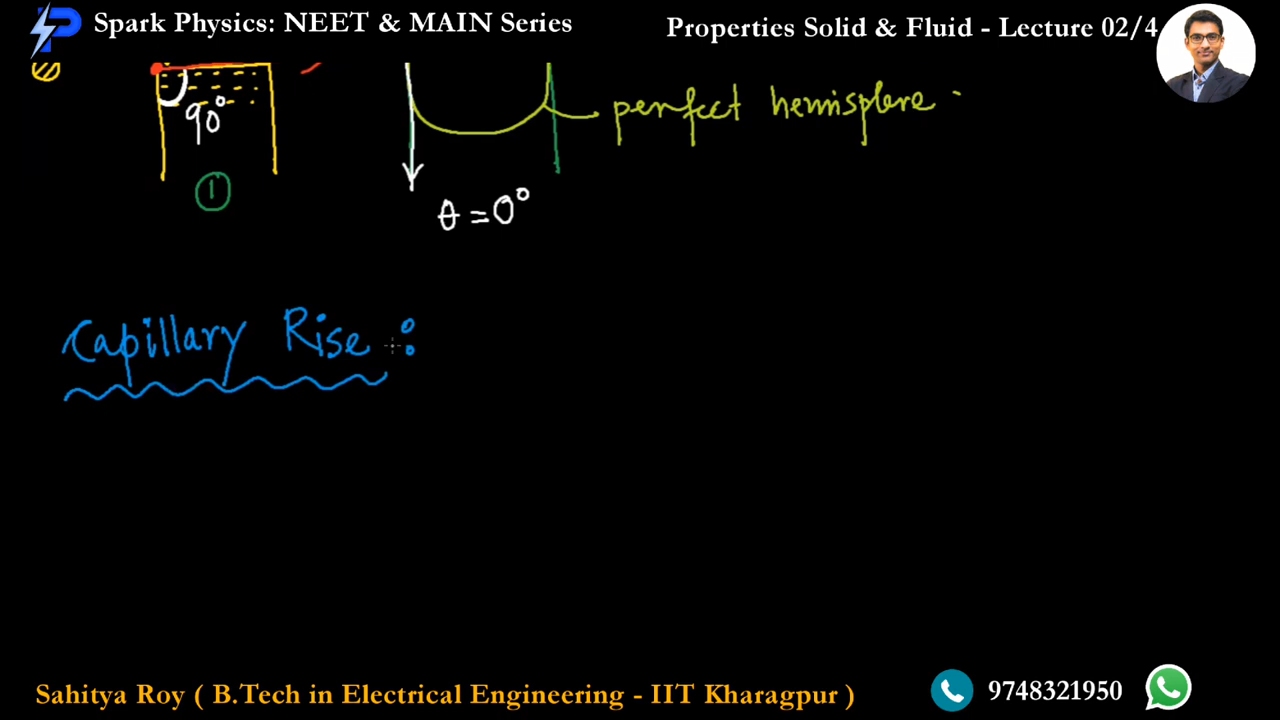 Spark Physics: NEET & MAIN Series
Properties Solid & Fluid - Lecture 02/4
90°
perfect hemisphere.
①
θ = 0°
Capillary Rise :
Sahitya Roy ( B.Tech in Electrical Engineering - IIT Kharagpur )
9748321950